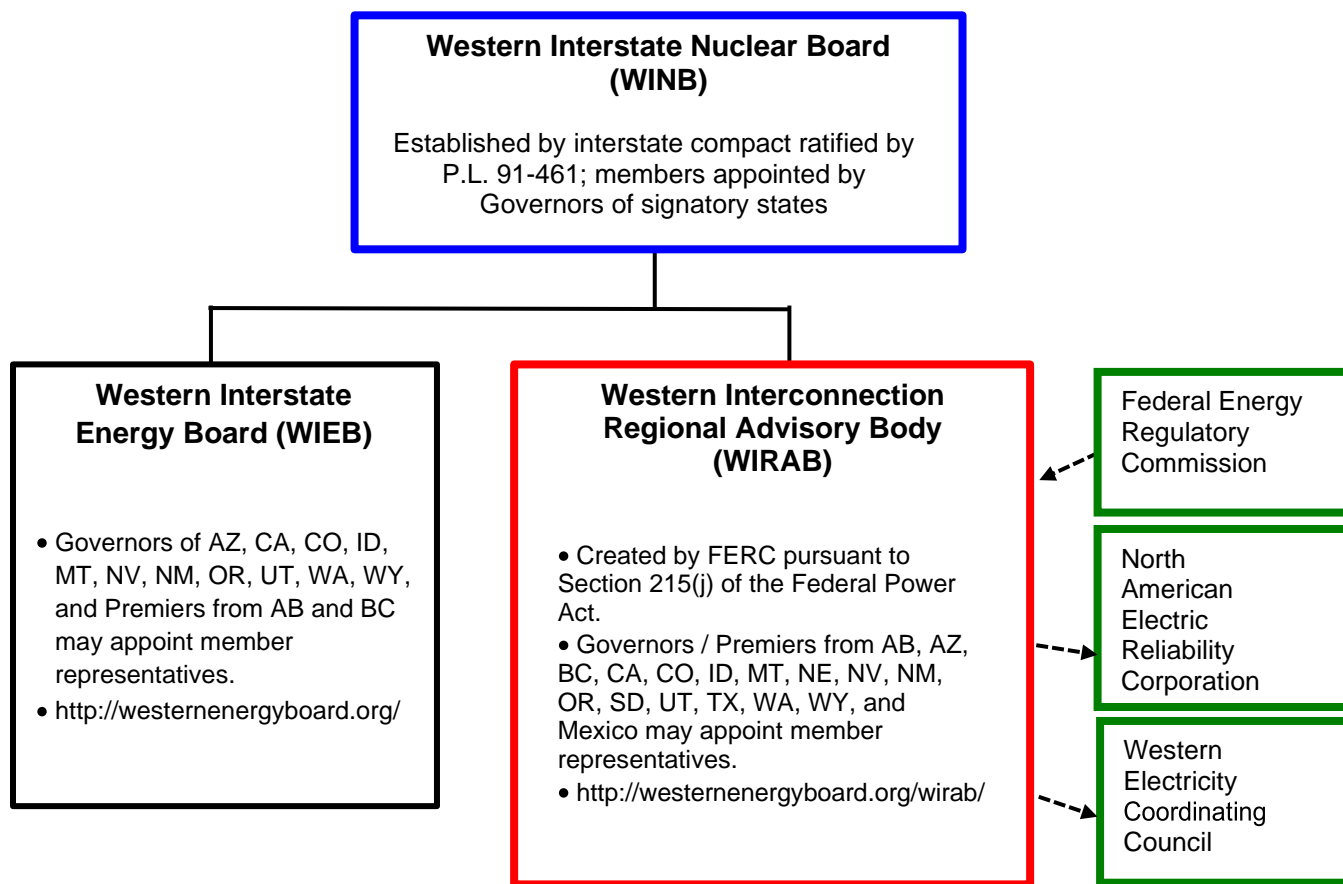 Western Interstate Nuclear Board
(WINB)
Established by interstate compact ratified by
P.L. 91-461; members appointed by
Governors of signatory states
Western Interstate
Energy Board (WIEB)
• Governors of AZ, CA, CO, ID,
MT, NV, NM, OR, UT, WA, WY,
and Premiers from AB and BC
may appoint member
representatives.
• http://westernenergyboard.org/
Western Interconnection
Regional Advisory Body
(WIRAB)
• Created by FERC pursuant to
Section 215(j) of the Federal Power
Act.
• Governors / Premiers from AB, AZ,
BC, CA, CO, ID, MT, NE, NV, NM,
OR, SD, UT, TX, WA, WY, and
Mexico may appoint member
representatives.
• http://westernenergyboard.org/wirab/
Federal Energy
Regulatory
Commission
North
American
Electric
Reliability
Corporation
Western
Electricity
Coordinating
Council